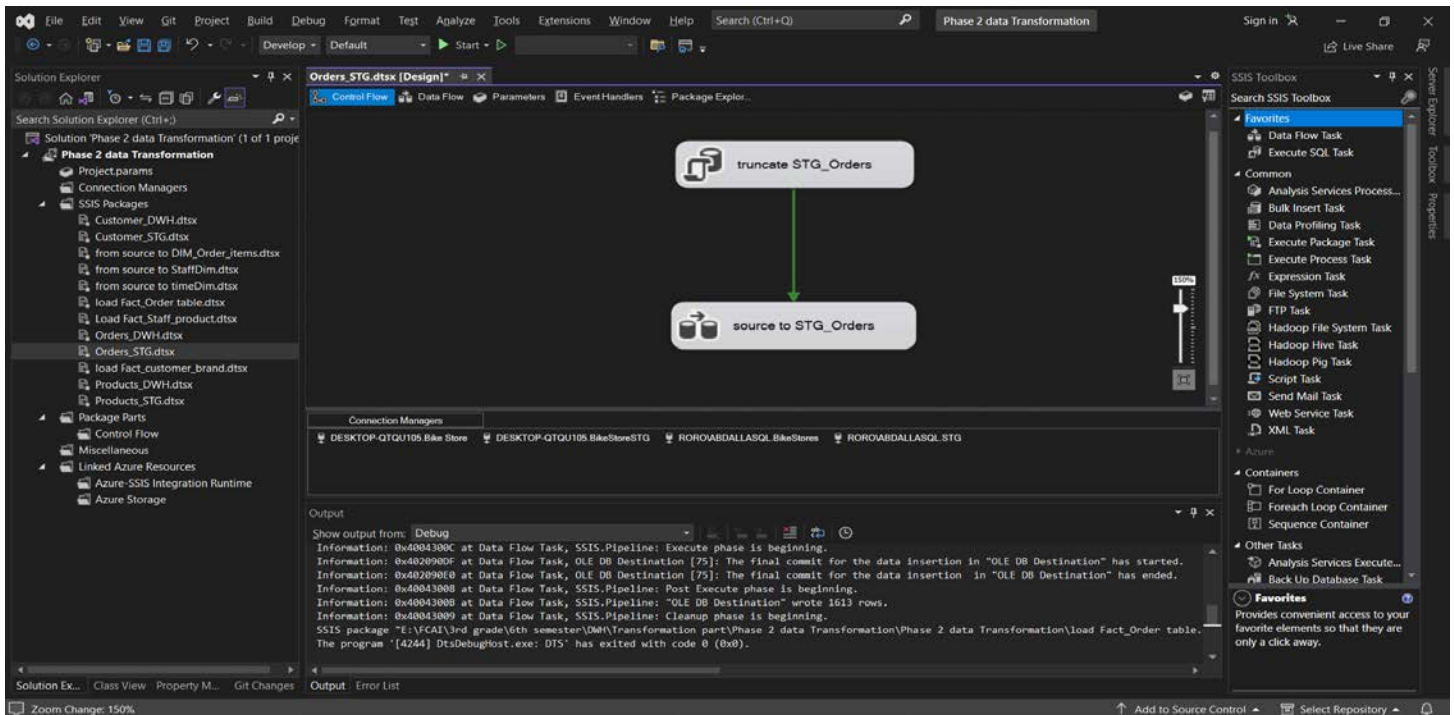 File Edit View Git Project Build Debug Format Test Analyze Tools Extensions Window Help Search (Ctrl+Q) Phase 2 data Transformation Sign in
Develop Default Start Live Share
Solution Explorer
Search Solution Explorer (Ctrl+;)
Solution 'Phase 2 data Transformation' (1 of 1 proje
Phase 2 data Transformation
Project.params
Connection Managers
SSIS Packages
Customer_DWH.dtsx
Customer_STG.dtsx
from source to DIM_Order_items.dtsx
from source to StaffDim.dtsx
from source to timeDim.dtsx
load Fact_Order table.dtsx
Load Fact_Staff_product.dtsx
Orders_DWH.dtsx
Orders_STG.dtsx
load Fact_customer_brand.dtsx
Products_DWH.dtsx
Products_STG.dtsx
Package Parts
Control Flow
Miscellaneous
Linked Azure Resources
Azure-SSIS Integration Runtime
Azure Storage
Solution Ex... Class View Property M... Git Changes
Orders_STG.dtsx [Design]*
Control Flow Data Flow Parameters Event Handlers Package Explor...
truncate STG_Orders
source to STG_Orders
150%
Connection Managers
DESKTOP-QTQU105.Bike Store DESKTOP-QTQU105.BikeStoreSTG RORO\ABDALLASQL.BikeStores RORO\ABDALLASQL.STG
Output
Show output from: Debug
Information: 0x4004300C at Data Flow Task, SSIS.Pipeline: Execute phase is beginning.
Information: 0x402090DF at Data Flow Task, OLE DB Destination [75]: The final commit for the data insertion in "OLE DB Destination" has started.
Information: 0x402090E0 at Data Flow Task, OLE DB Destination [75]: The final commit for the data insertion in "OLE DB Destination" has ended.
Information: 0x40043008 at Data Flow Task, SSIS.Pipeline: Post Execute phase is beginning.
Information: 0x4004300B at Data Flow Task, SSIS.Pipeline: "OLE DB Destination" wrote 1613 rows.
Information: 0x40043009 at Data Flow Task, SSIS.Pipeline: Cleanup phase is beginning.
SSIS package "E:\FCAI\3rd grade\6th semester\DWH\Transformation part\Phase 2 data Transformation\Phase 2 data Transformation\load Fact_Order table.
The program '[4244] DtsDebugHost.exe: DTS' has exited with code 0 (0x0).
Output Error List
SSIS Toolbox
Search SSIS Toolbox
Favorites
Data Flow Task
Execute SQL Task
Common
Analysis Services Process...
Bulk Insert Task
Data Profiling Task
Execute Package Task
Execute Process Task
Expression Task
File System Task
FTP Task
Hadoop File System Task
Hadoop Hive Task
Hadoop Pig Task
Script Task
Send Mail Task
Web Service Task
XML Task
Azure
Containers
For Loop Container
Foreach Loop Container
Sequence Container
Other Tasks
Analysis Services Execute...
Back Up Database Task
Favorites
Provides convenient access to your
favorite elements so that they are
only a click away.
Server Explorer Toolbox Properties
Zoom Change: 150% Add to Source Control Select Repository